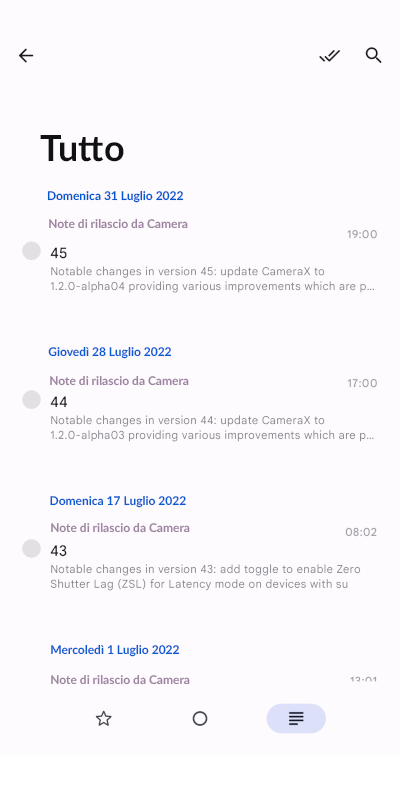 Tutto
Domenica 31 Luglio 2022
Note di rilascio da Camera
19:00
45
Notable changes in version 45: update CameraX to
1.2.0-alpha04 providing various improvements which are p...
Giovedì 28 Luglio 2022
Note di rilascio da Camera
17:00
44
Notable changes in version 44: update CameraX to
1.2.0-alpha03 providing various improvements which are p...
Domenica 17 Luglio 2022
Note di rilascio da Camera
08:02
43
Notable changes in version 43: add toggle to enable Zero
Shutter Lag (ZSL) for Latency mode on devices with su
Mercoledì 1 Luglio 2022
Note di rilascio da Camera
13:01